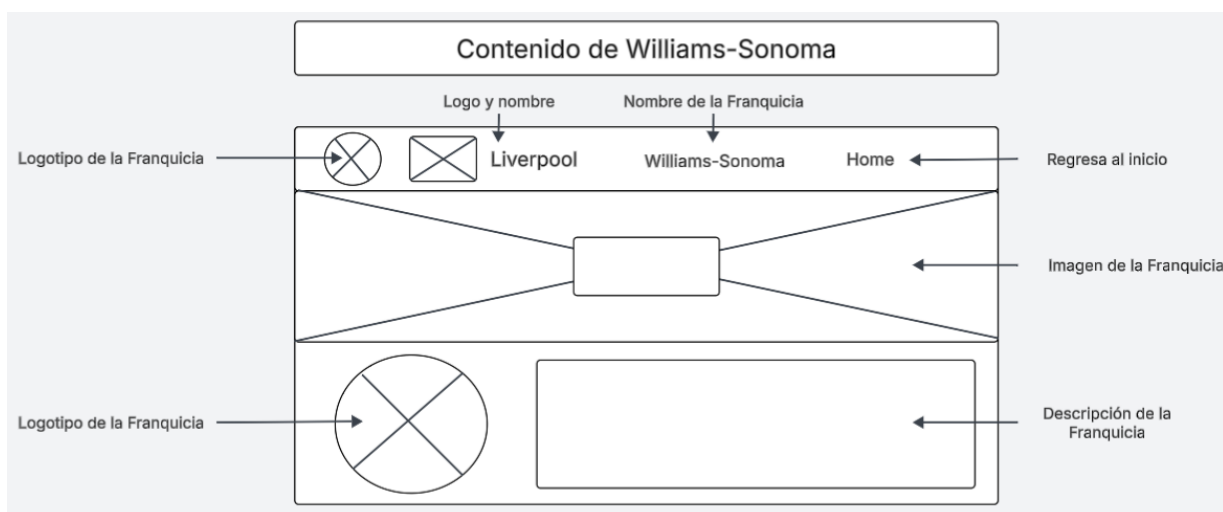 Contenido de Williams-Sonoma
Logo y nombre
Nombre de la Franquicia
Logotipo de la Franquicia
Liverpool
Williams-Sonoma
Home
Regresa al inicio
Imagen de la Franquicia
Logotipo de la Franquicia
Descripción de la
Franquicia